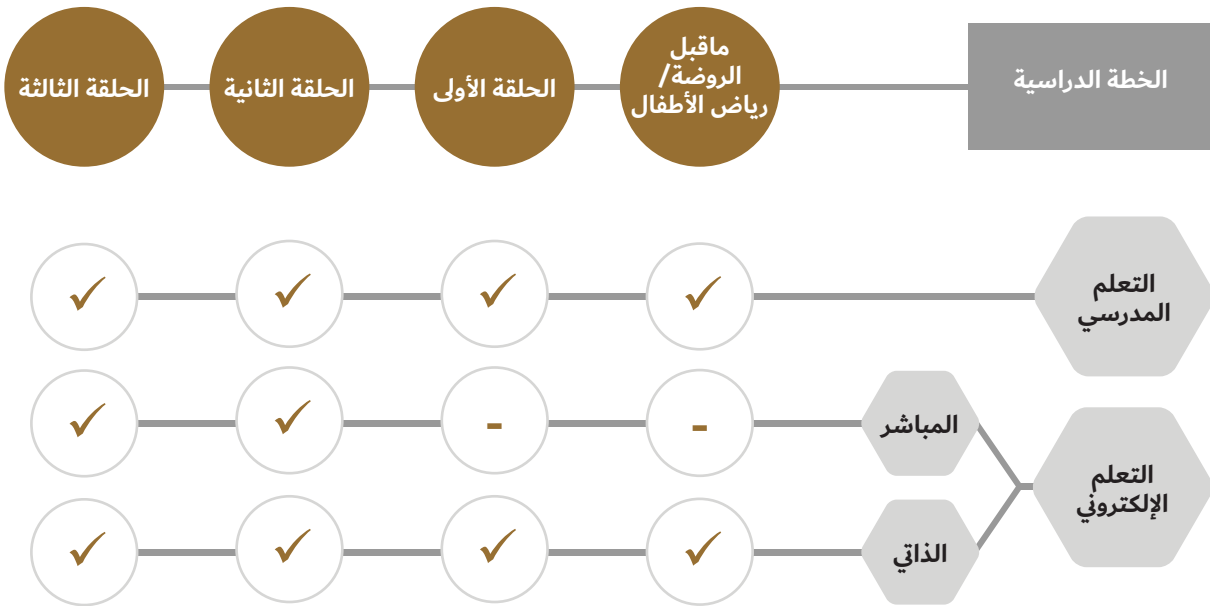 الخطة الدراسية
ماقبل
الروضة/
رياض الأطفال
الحلقة الأولى
الحلقة الثانية
الحلقة الثالثة
التعلم
المدرسي
✓ ✓ ✓ ✓
التعلم
الإلكتروني
المباشر
- - ✓ ✓
الذاتي
✓ ✓ ✓ ✓